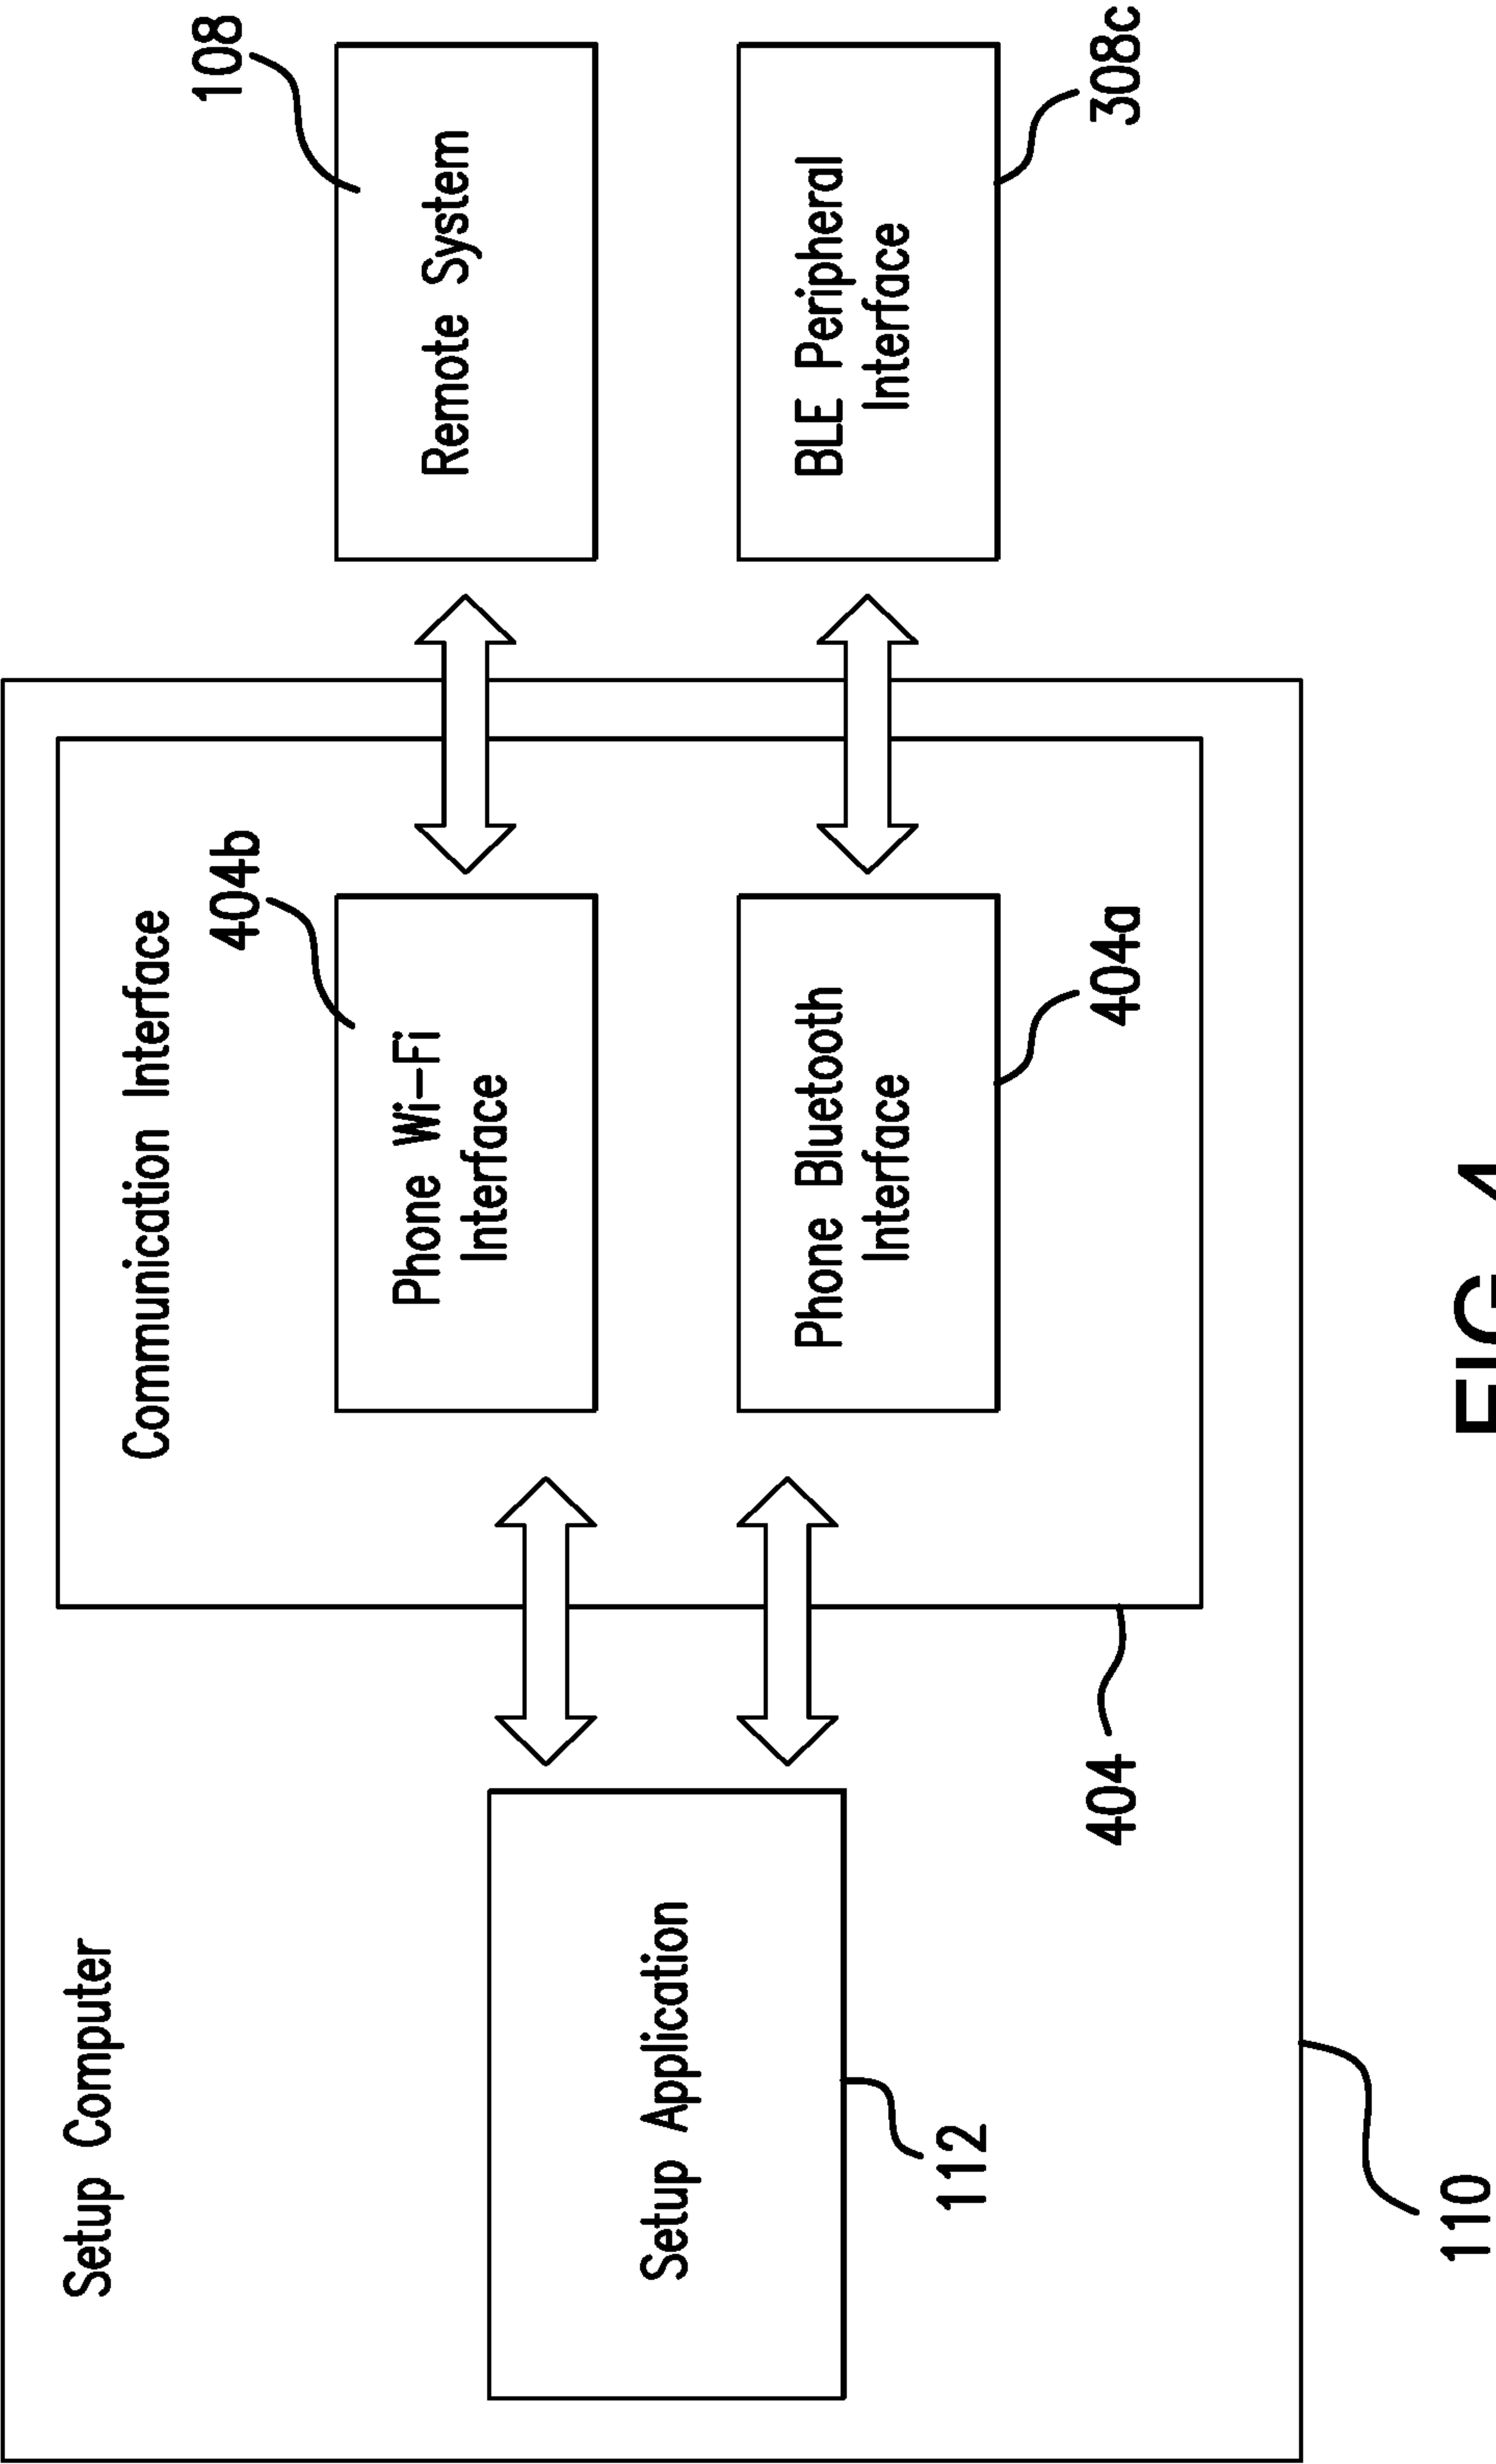 Setup Computer
Communication Interface
108
404b
Phone Wi-Fi
Interface
Remote System
Setup Application
Phone Bluetooth
Interface
BLE Peripheral
Interface
112
404
404a
308c
110
FIG. 4